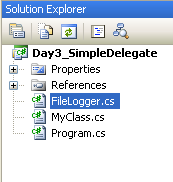 Solution Explorer
Day3_SimpleDelegate
Properties
References
FileLogger.cs
MyClass.cs
Program.cs